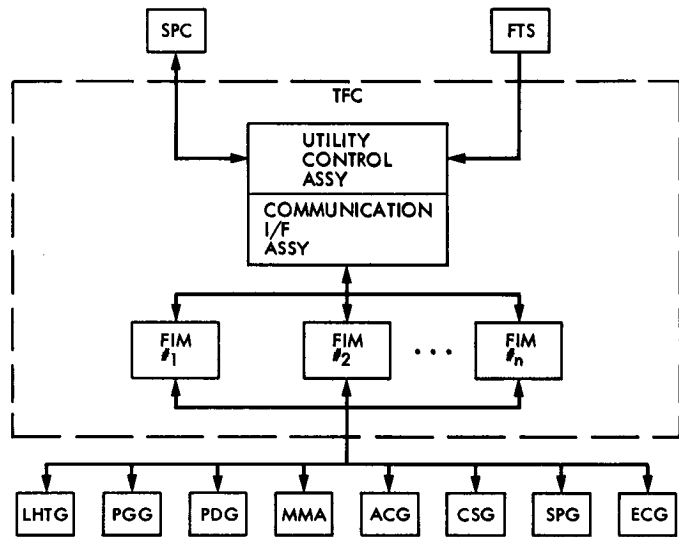 SPC
FTS
TFC
UTILITY
CONTROL
ASSY
COMMUNICATION
I/F
ASSY
FIM
#1
FIM
#2
...
FIM
#n
LHTG
PGG
PDG
MMA
ACG
CSG
SPG
ECG